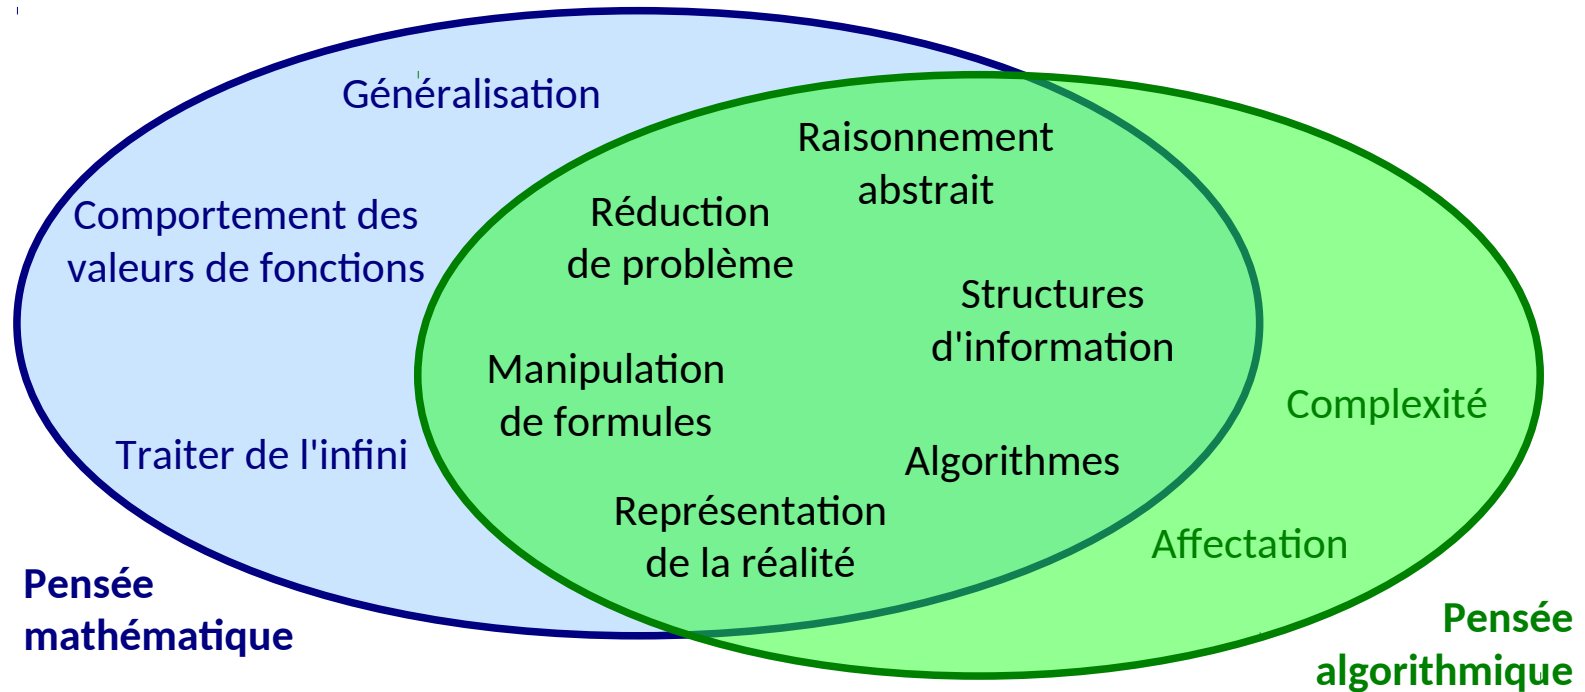 Généralisation
Comportement des
valeurs de fonctions
Traiter de l'infini
Pensée
mathématique
Raisonnement
abstrait
Réduction
de problème
Structures
d'information
Manipulation
de formules
Algorithmes
Représentation
de la réalité
Complexité
Affectation
Pensée
algorithmique